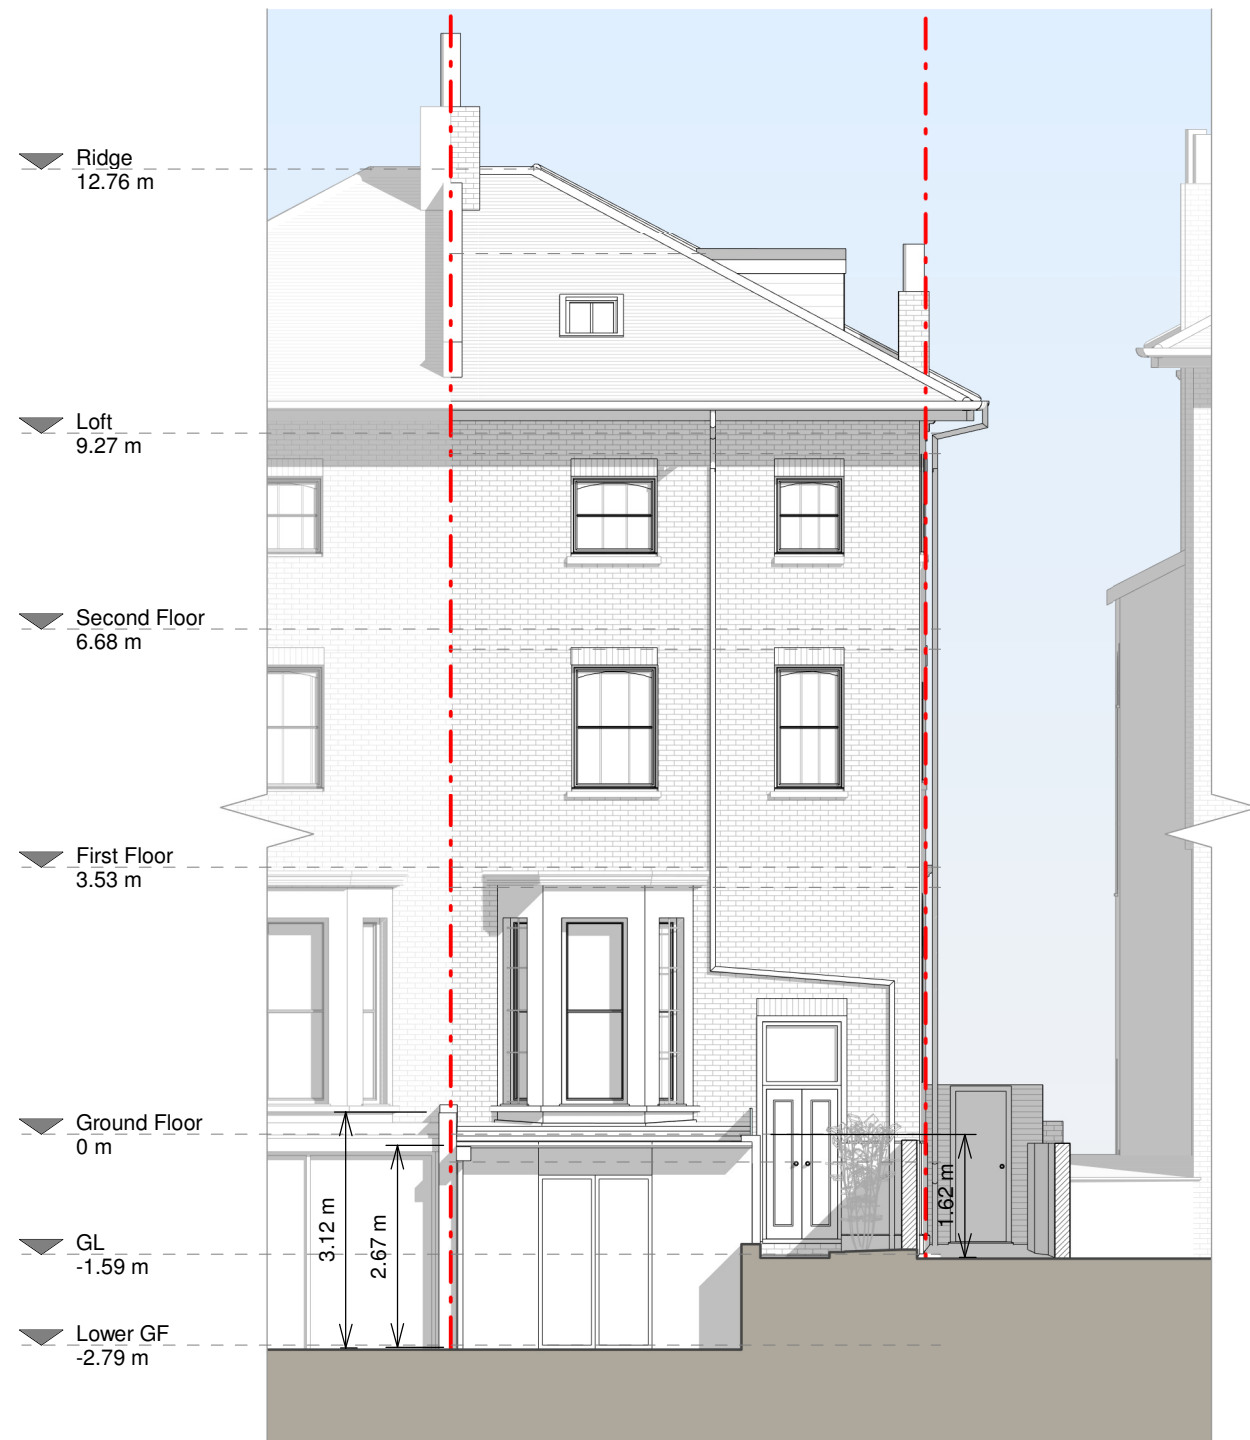 Ridge
12.76 m
Loft
9.27 m
Second Floor
6.68 m
First Floor
3.53 m
Ground Floor
0 m
3.12 m
2.67 m
1.62 m
GL
-1.59 m
Lower GF
-2.79 m